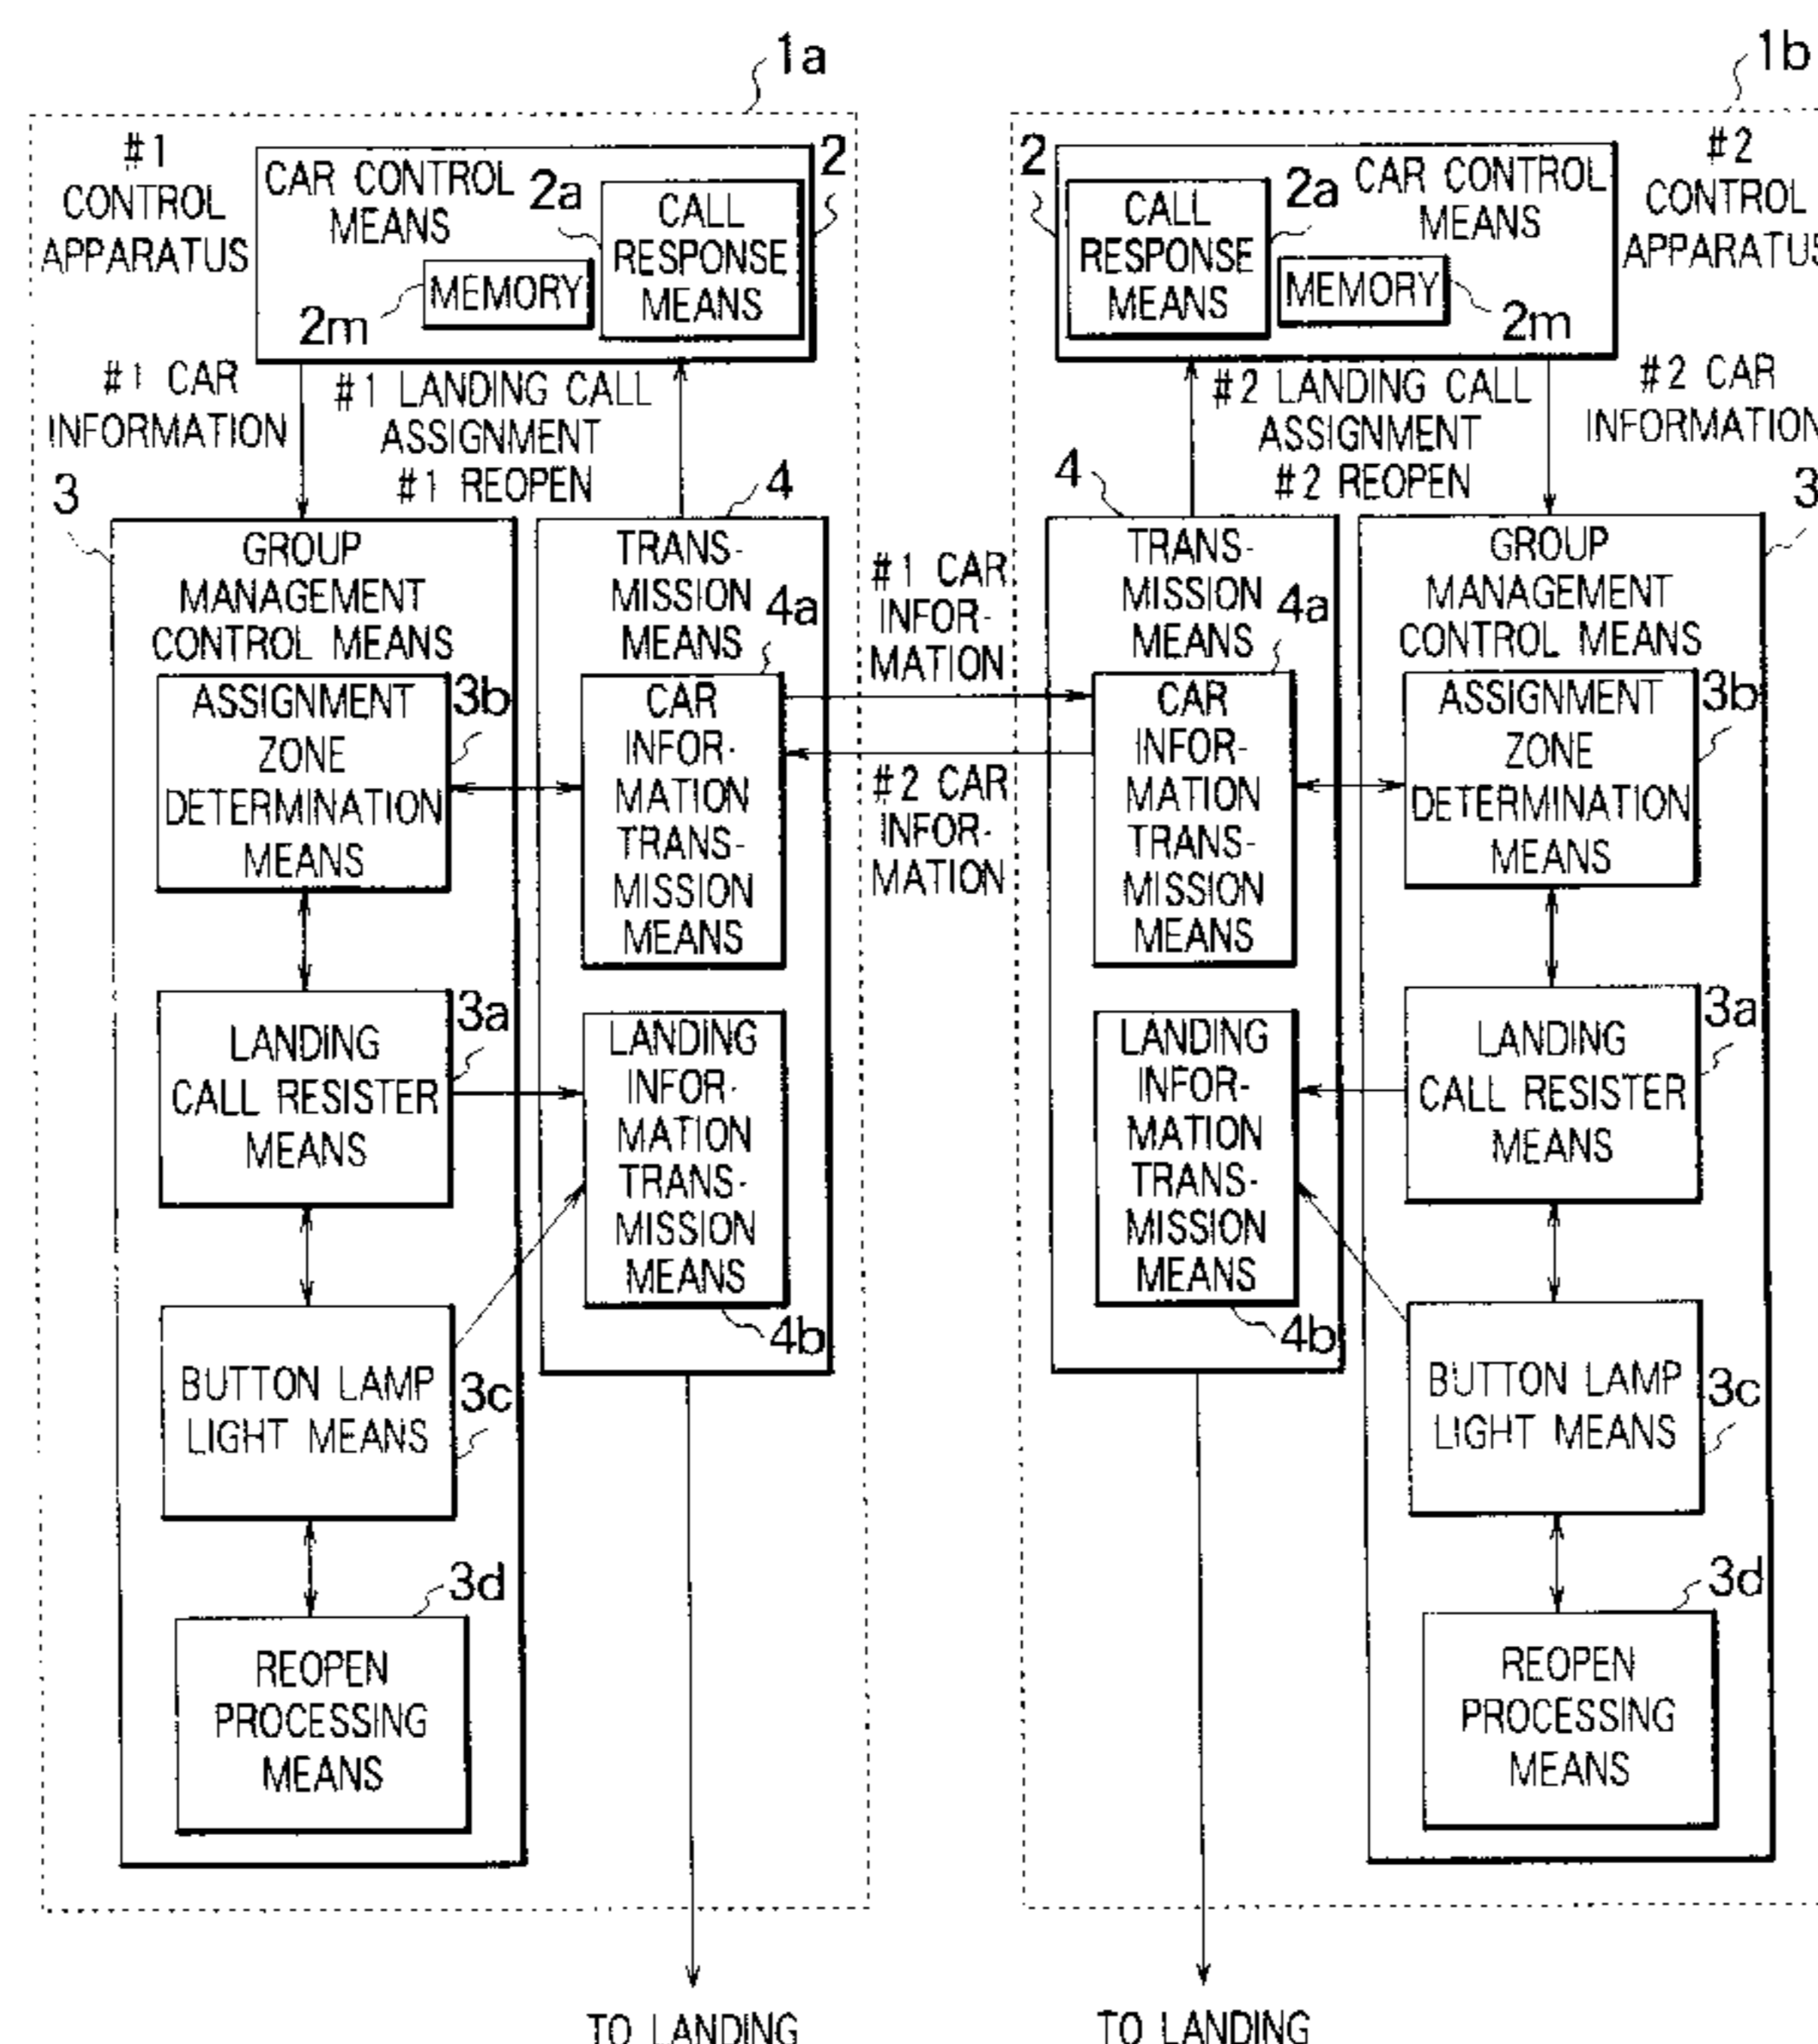 1a
#1
CONTROL
APPARATUS
CAR CONTROL
MEANS
2a
CALL
RESPONSE
MEANS
2
MEMORY
2m
#1 CAR
INFORMATION
#1 LANDING CALL
ASSIGNMENT
#1 REOPEN
3
GROUP
MANAGEMENT
CONTROL MEANS
ASSIGNMENT
ZONE
DETERMINATION
MEANS
3b
LANDING
CALL RESISTER
MEANS
3a
BUTTON LAMP
LIGHT MEANS
3c
REOPEN
PROCESSING
MEANS
3d
4
TRANS-
MISSION
MEANS
4a
CAR
INFOR-
MATION
TRANS-
MISSION
MEANS
LANDING
INFOR-
MATION
TRANS-
MISSION
MEANS
4b
TO LANDING
#1 CAR
INFOR-
MATION
#2 CAR
INFOR-
MATION
1b
2
CALL
RESPONSE
MEANS
2a
CAR CONTROL
MEANS
MEMORY
2m
#2
CONTROL
APPARATUS
#2 LANDING CALL
ASSIGNMENT
#2 REOPEN
#2 CAR
INFORMATION
4
TRANS-
MISSION
MEANS
4a
CAR
INFOR-
MATION
TRANS-
MISSION
MEANS
LANDING
INFOR-
MATION
TRANS-
MISSION
MEANS
4b
TO LANDING
3
GROUP
MANAGEMENT
CONTROL MEANS
ASSIGNMENT
ZONE
DETERMINATION
MEANS
3b
LANDING
CALL RESISTER
MEANS
3a
BUTTON LAMP
LIGHT MEANS
3c
REOPEN
PROCESSING
MEANS
3d